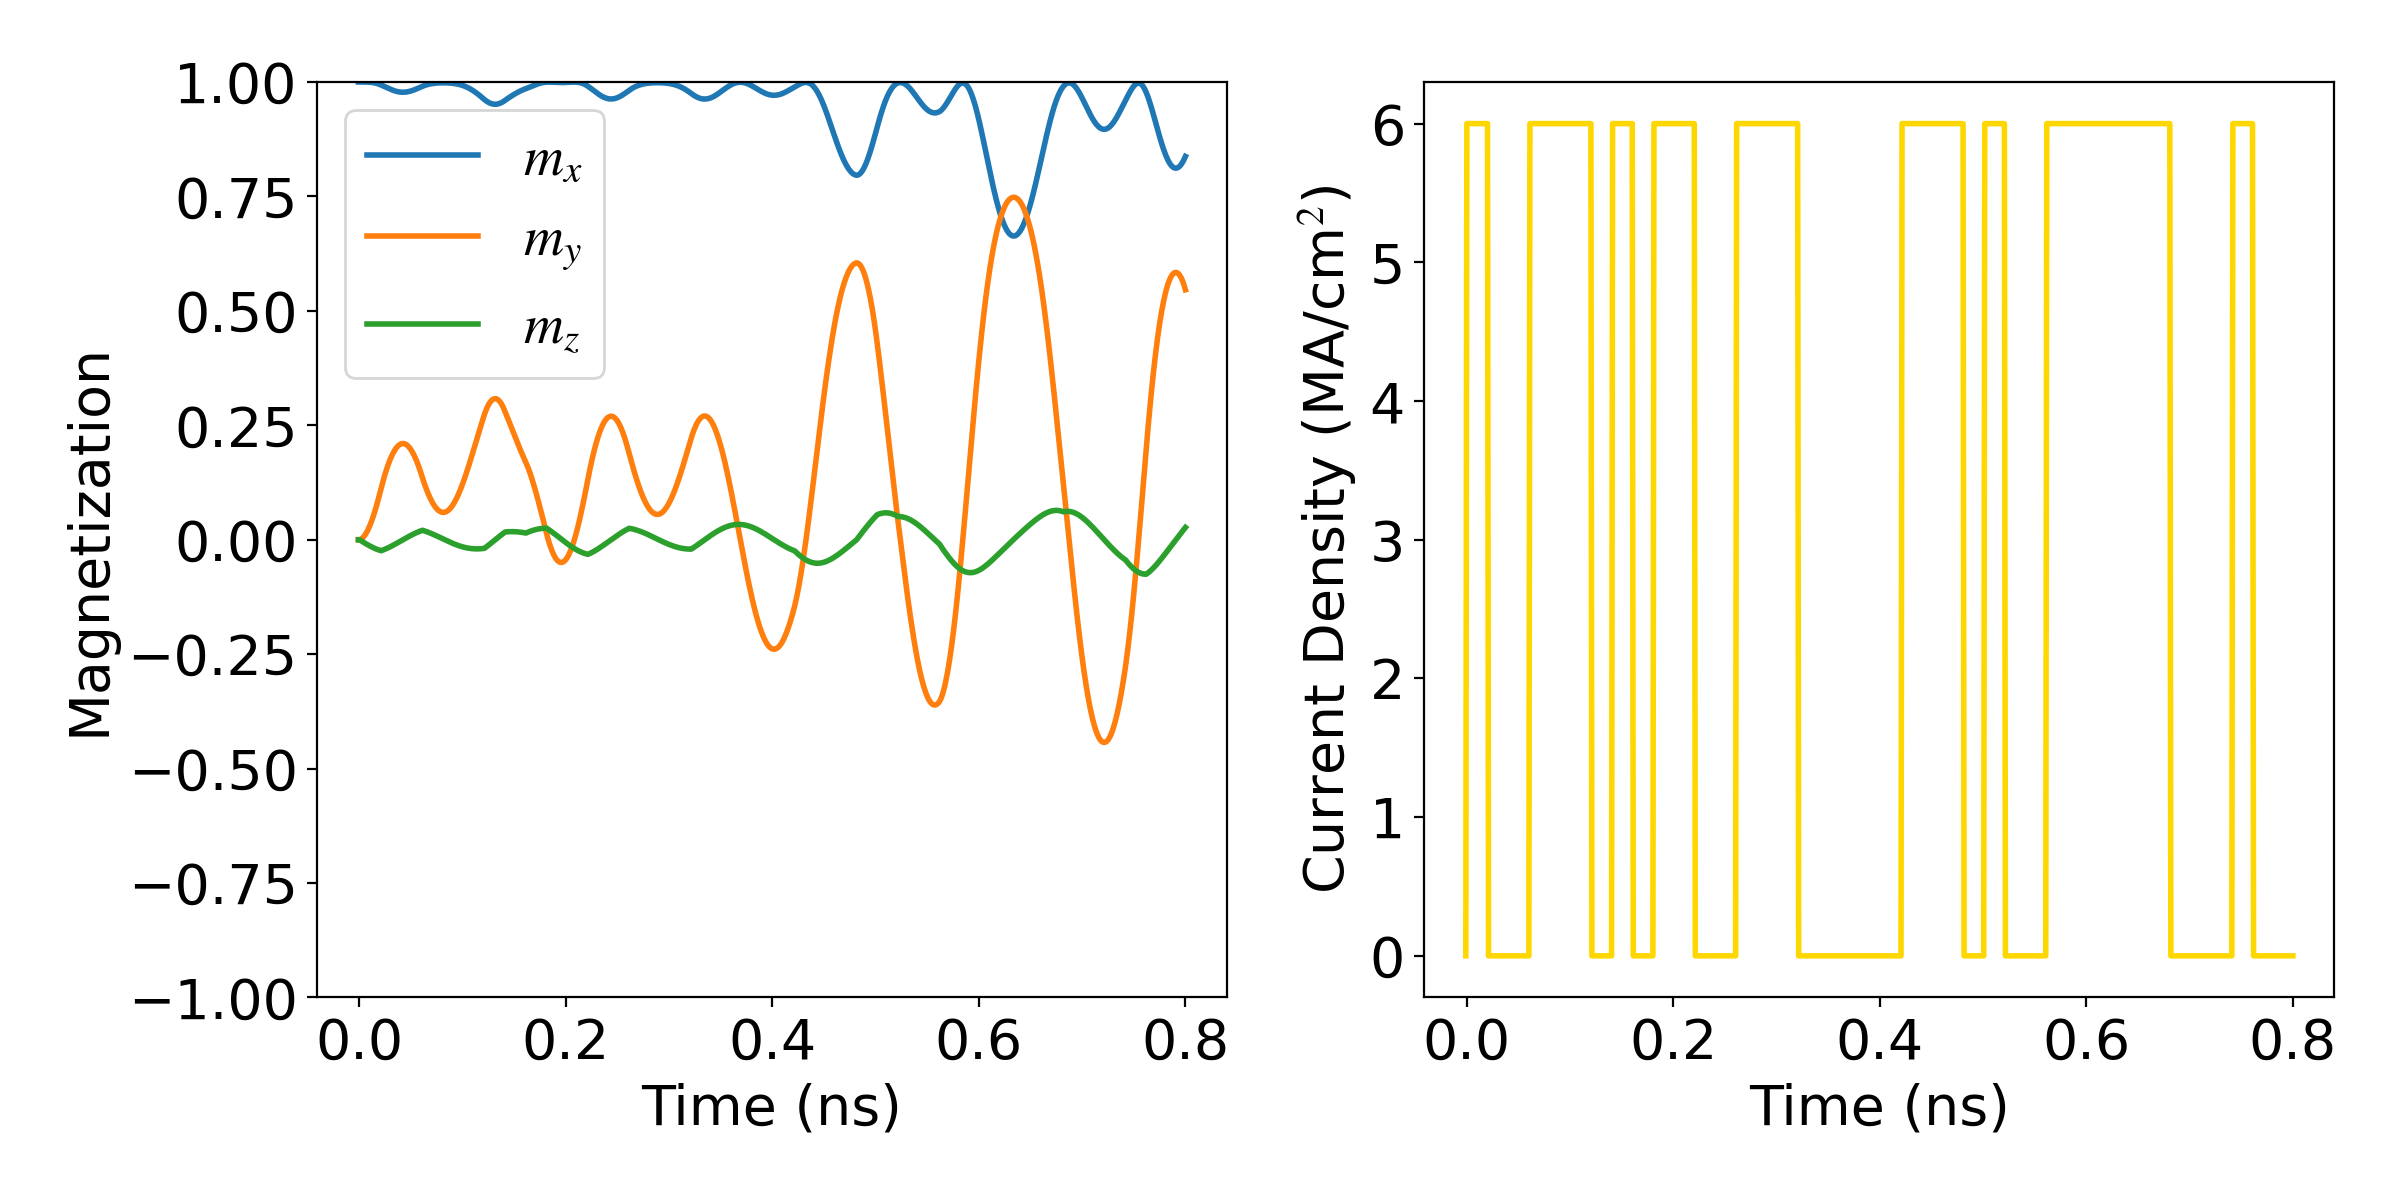 1.00
0.75
0.50
0.25
0.00
−0.25
−0.50
−0.75
−1.00
Magnetization
m_x
m_y
m_z
0.0 0.2 0.4 0.6 0.8
Time (ns)
6
5
4
3
2
1
0
Current Density (MA/cm²)
0.0 0.2 0.4 0.6 0.8
Time (ns)